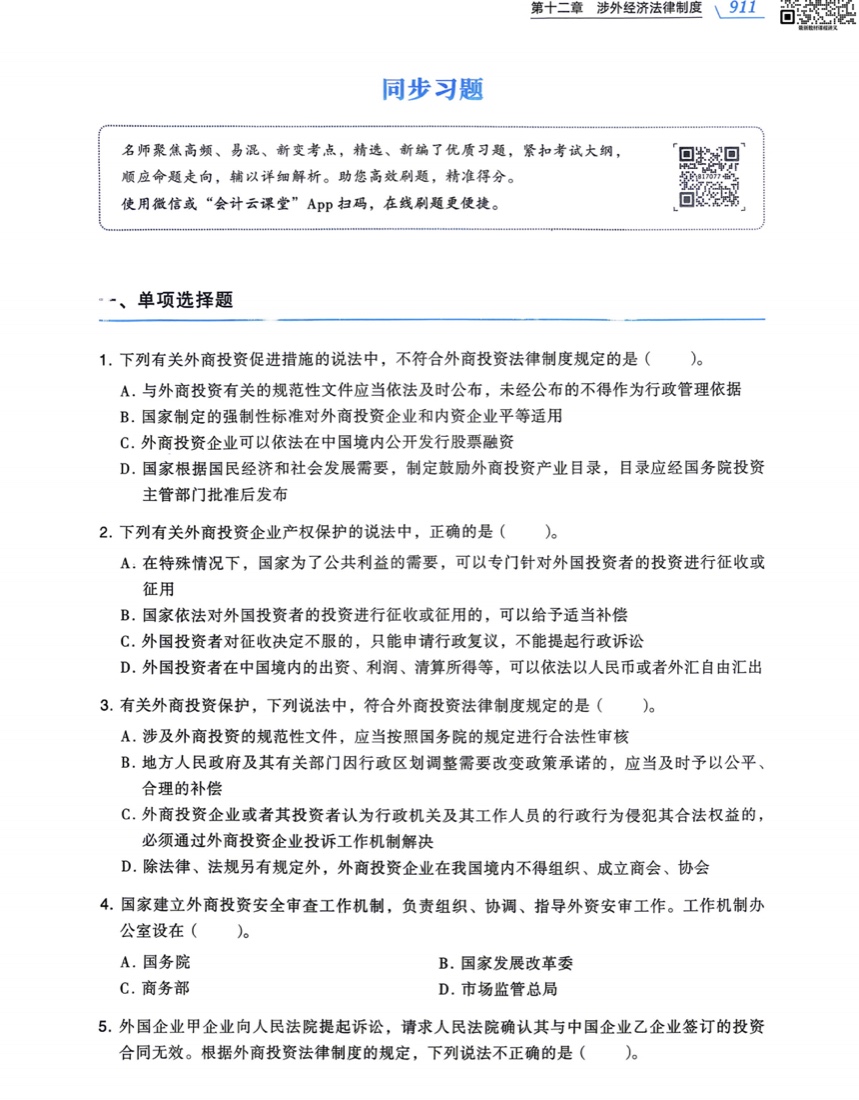 第十二章 涉外经济法律制度 911
同步习题
名师聚焦高频、易混、新变考点，精选、新编了优质习题，紧扣考试大纲，
顺应命题走向，辅以详细解析。助您高效刷题，精准得分。
使用微信或“会计云课堂”App 扫码，在线刷题更便捷。
一、单项选择题
1. 下列有关外商投资促进措施的说法中，不符合外商投资法律制度规定的是（ ）。
A. 与外商投资有关的规范性文件应当依法及时公布，未经公布的不得作为行政管理依据
B. 国家制定的强制性标准对外商投资企业和内资企业平等适用
C. 外商投资企业可以依法在中国境内公开发行股票融资
D. 国家根据国民经济和社会发展需要，制定鼓励外商投资产业目录，目录应经国务院投资
主管部门批准后发布
2. 下列有关外商投资企业产权保护的说法中，正确的是（ ）。
A. 在特殊情况下，国家为了公共利益的需要，可以专门针对外国投资者的投资进行征收或
征用
B. 国家依法对外国投资者的投资进行征收或征用的，可以给予适当补偿
C. 外国投资者对征收决定不服的，只能申请行政复议，不能提起行政诉讼
D. 外国投资者在中国境内的出资、利润、清算所得等，可以依法以人民币或者外汇自由汇出
3. 有关外商投资保护，下列说法中，符合外商投资法律制度规定的是（ ）。
A. 涉及外商投资的规范性文件，应当按照国务院的规定进行合法性审核
B. 地方人民政府及其有关部门因行政区划调整需要改变政策承诺的，应当及时予以公平、
合理的补偿
C. 外商投资企业或者其投资者认为行政机关及其工作人员的行政行为侵犯其合法权益的，
必须通过外商投资企业投诉工作机制解决
D. 除法律、法规另有规定外，外商投资企业在我国境内不得组织、成立商会、协会
4. 国家建立外商投资安全审查工作机制，负责组织、协调、指导外资安审工作。工作机制办
公室设在（ ）。
A. 国务院 B. 国家发展改革委
C. 商务部 D. 市场监管总局
5. 外国企业甲企业向人民法院提起诉讼，请求人民法院确认其与中国企业乙企业签订的投资
合同无效。根据外商投资法律制度的规定，下列说法不正确的是（ ）。